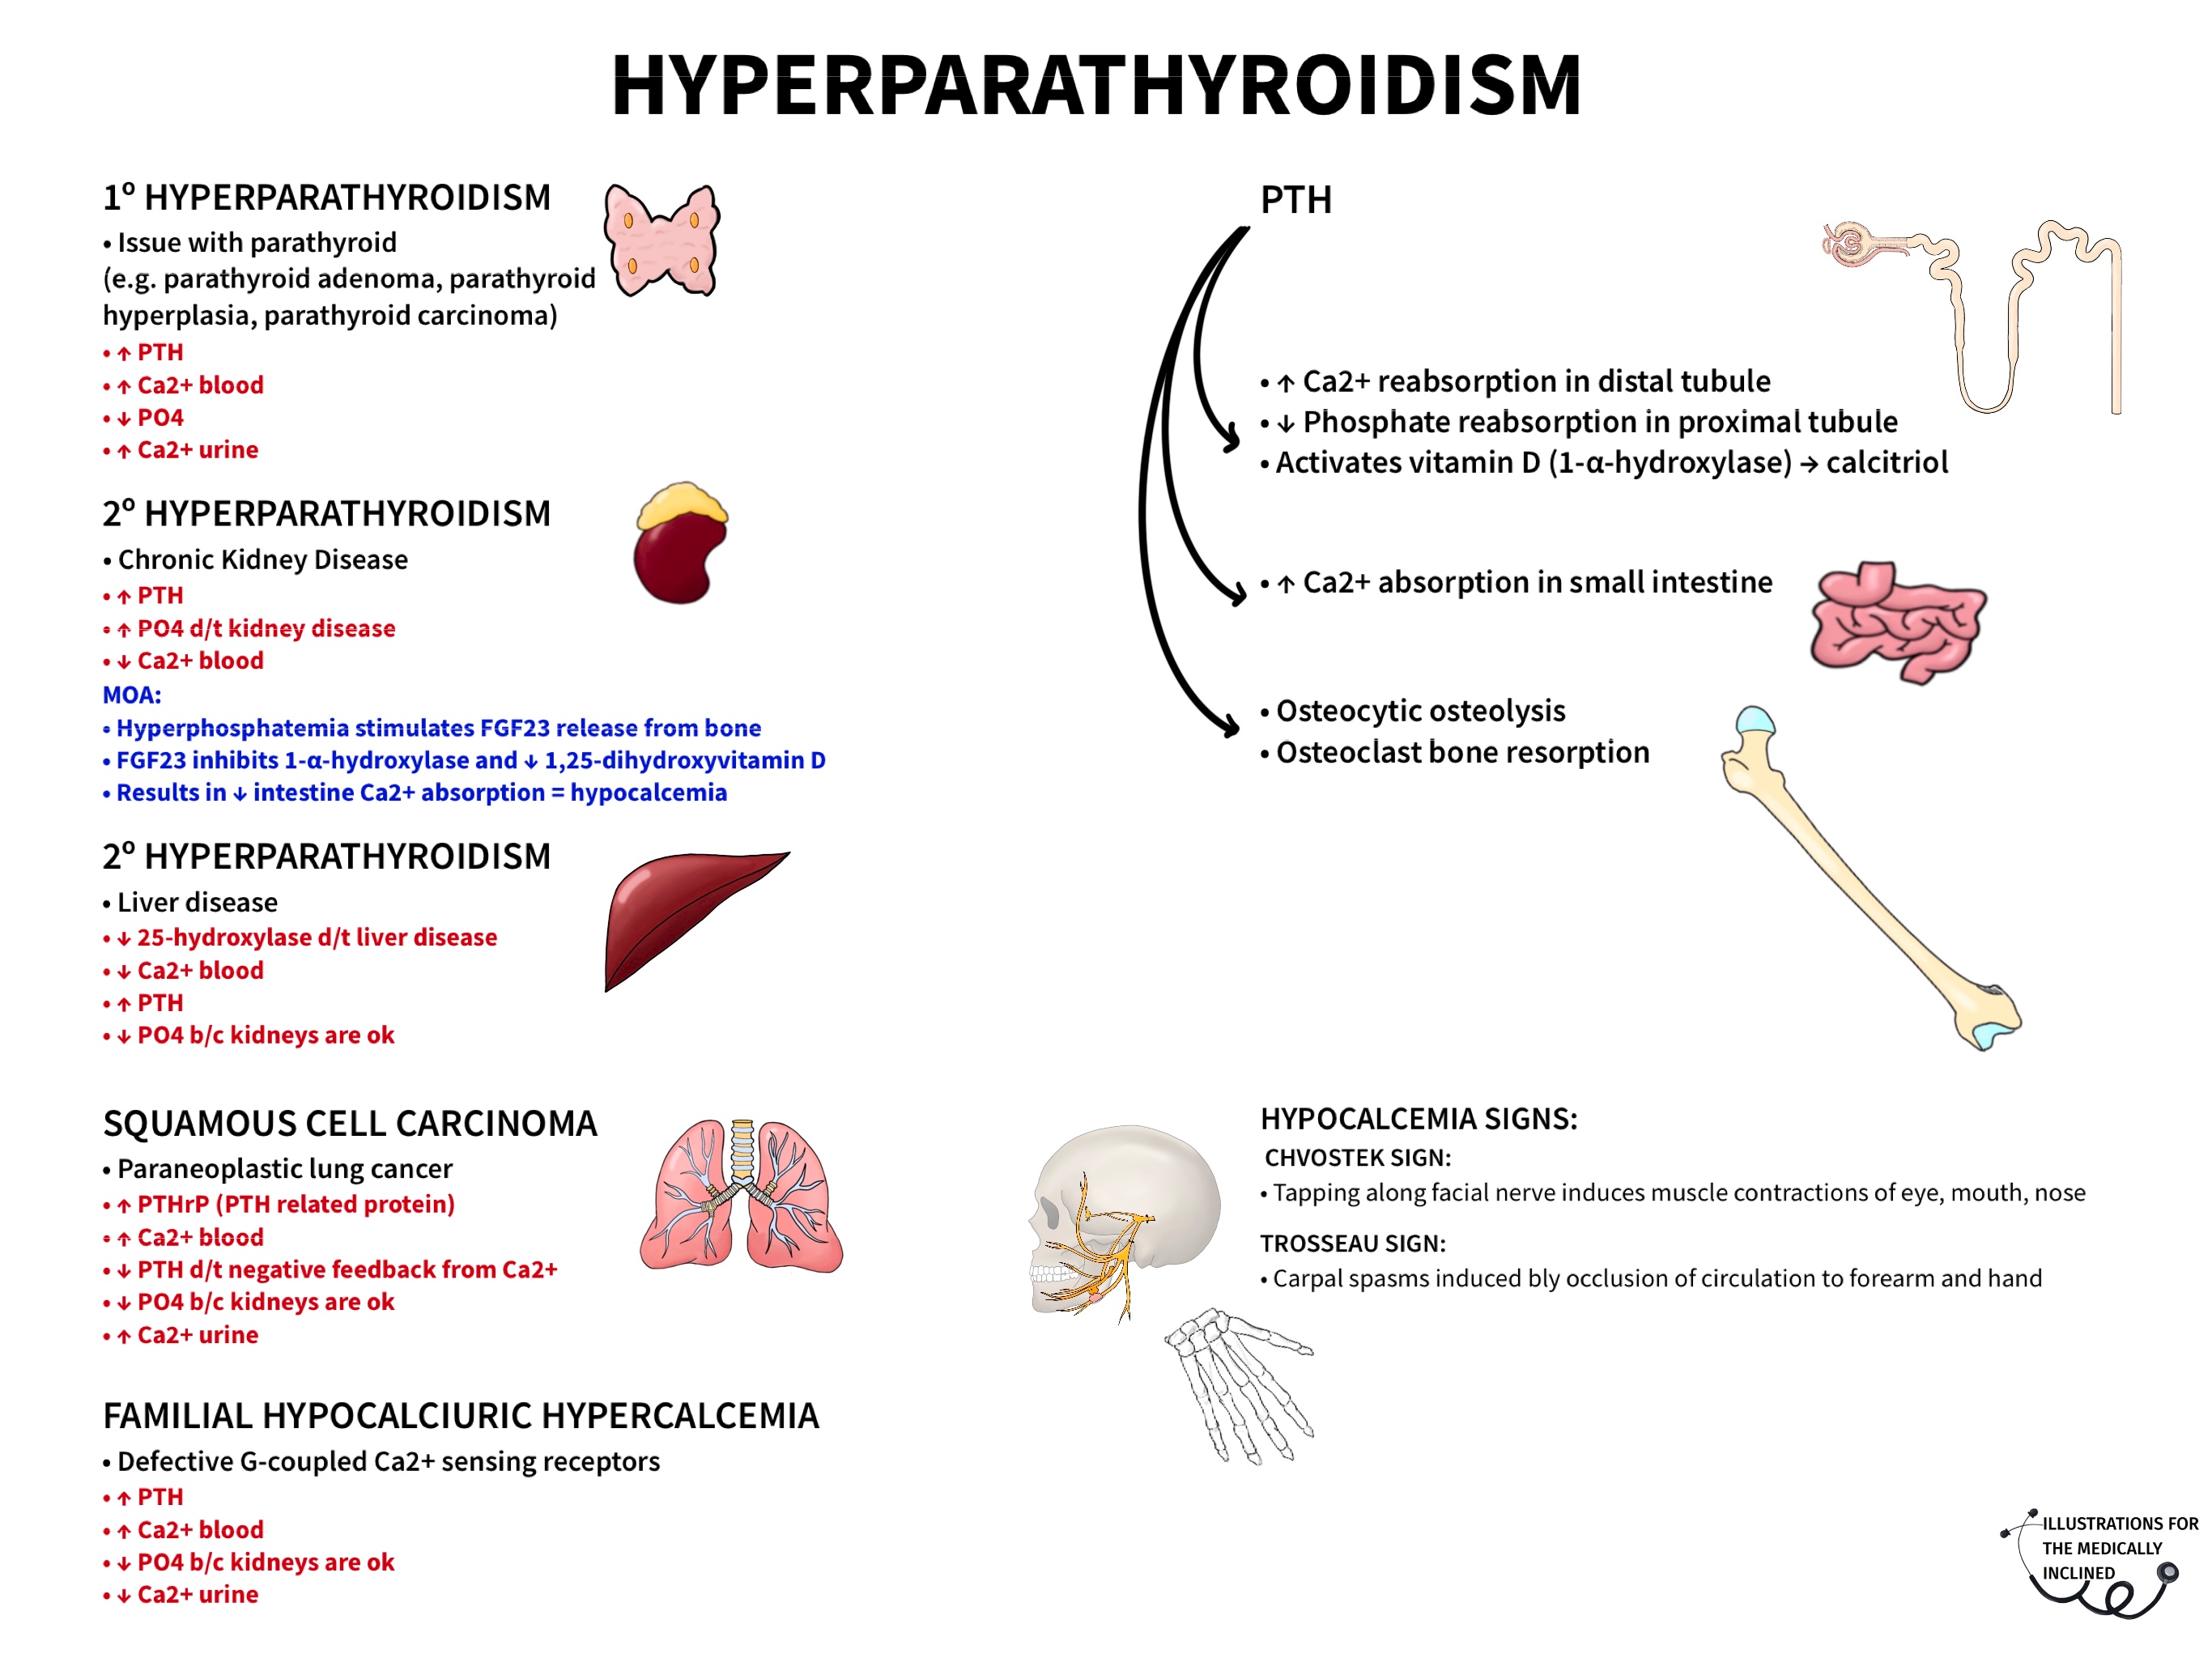 HYPERPARATHYROIDISM
1º HYPERPARATHYROIDISM
• Issue with parathyroid
(e.g. parathyroid adenoma, parathyroid
hyperplasia, parathyroid carcinoma)
• ↑ PTH
• ↑ Ca2+ blood
• ↓ PO4
• ↑ Ca2+ urine
2º HYPERPARATHYROIDISM
• Chronic Kidney Disease
• ↑ PTH
• ↑ PO4 d/t kidney disease
• ↓ Ca2+ blood
MOA:
• Hyperphosphatemia stimulates FGF23 release from bone
• FGF23 inhibits 1-α-hydroxylase and ↓ 1,25-dihydroxyvitamin D
• Results in ↓ intestine Ca2+ absorption = hypocalcemia
2º HYPERPARATHYROIDISM
• Liver disease
• ↓ 25-hydroxylase d/t liver disease
• ↓ Ca2+ blood
• ↑ PTH
• ↓ PO4 b/c kidneys are ok
SQUAMOUS CELL CARCINOMA
• Paraneoplastic lung cancer
• ↑ PTHrP (PTH related protein)
• ↑ Ca2+ blood
• ↓ PTH d/t negative feedback from Ca2+
• ↓ PO4 b/c kidneys are ok
• ↑ Ca2+ urine
FAMILIAL HYPOCALCIURIC HYPERCALCEMIA
• Defective G-coupled Ca2+ sensing receptors
• ↑ PTH
• ↑ Ca2+ blood
• ↓ PO4 b/c kidneys are ok
• ↓ Ca2+ urine
PTH
• ↑ Ca2+ reabsorption in distal tubule
• ↓ Phosphate reabsorption in proximal tubule
• Activates vitamin D (1-α-hydroxylase) → calcitriol
• ↑ Ca2+ absorption in small intestine
• Osteocytic osteolysis
• Osteoclast bone resorption
HYPOCALCEMIA SIGNS:
CHVOSTEK SIGN:
• Tapping along facial nerve induces muscle contractions of eye, mouth, nose
TROSSEAU SIGN:
• Carpal spasms induced bly occlusion of circulation to forearm and hand
ILLUSTRATIONS FOR
THE MEDICALLY
INCLINED